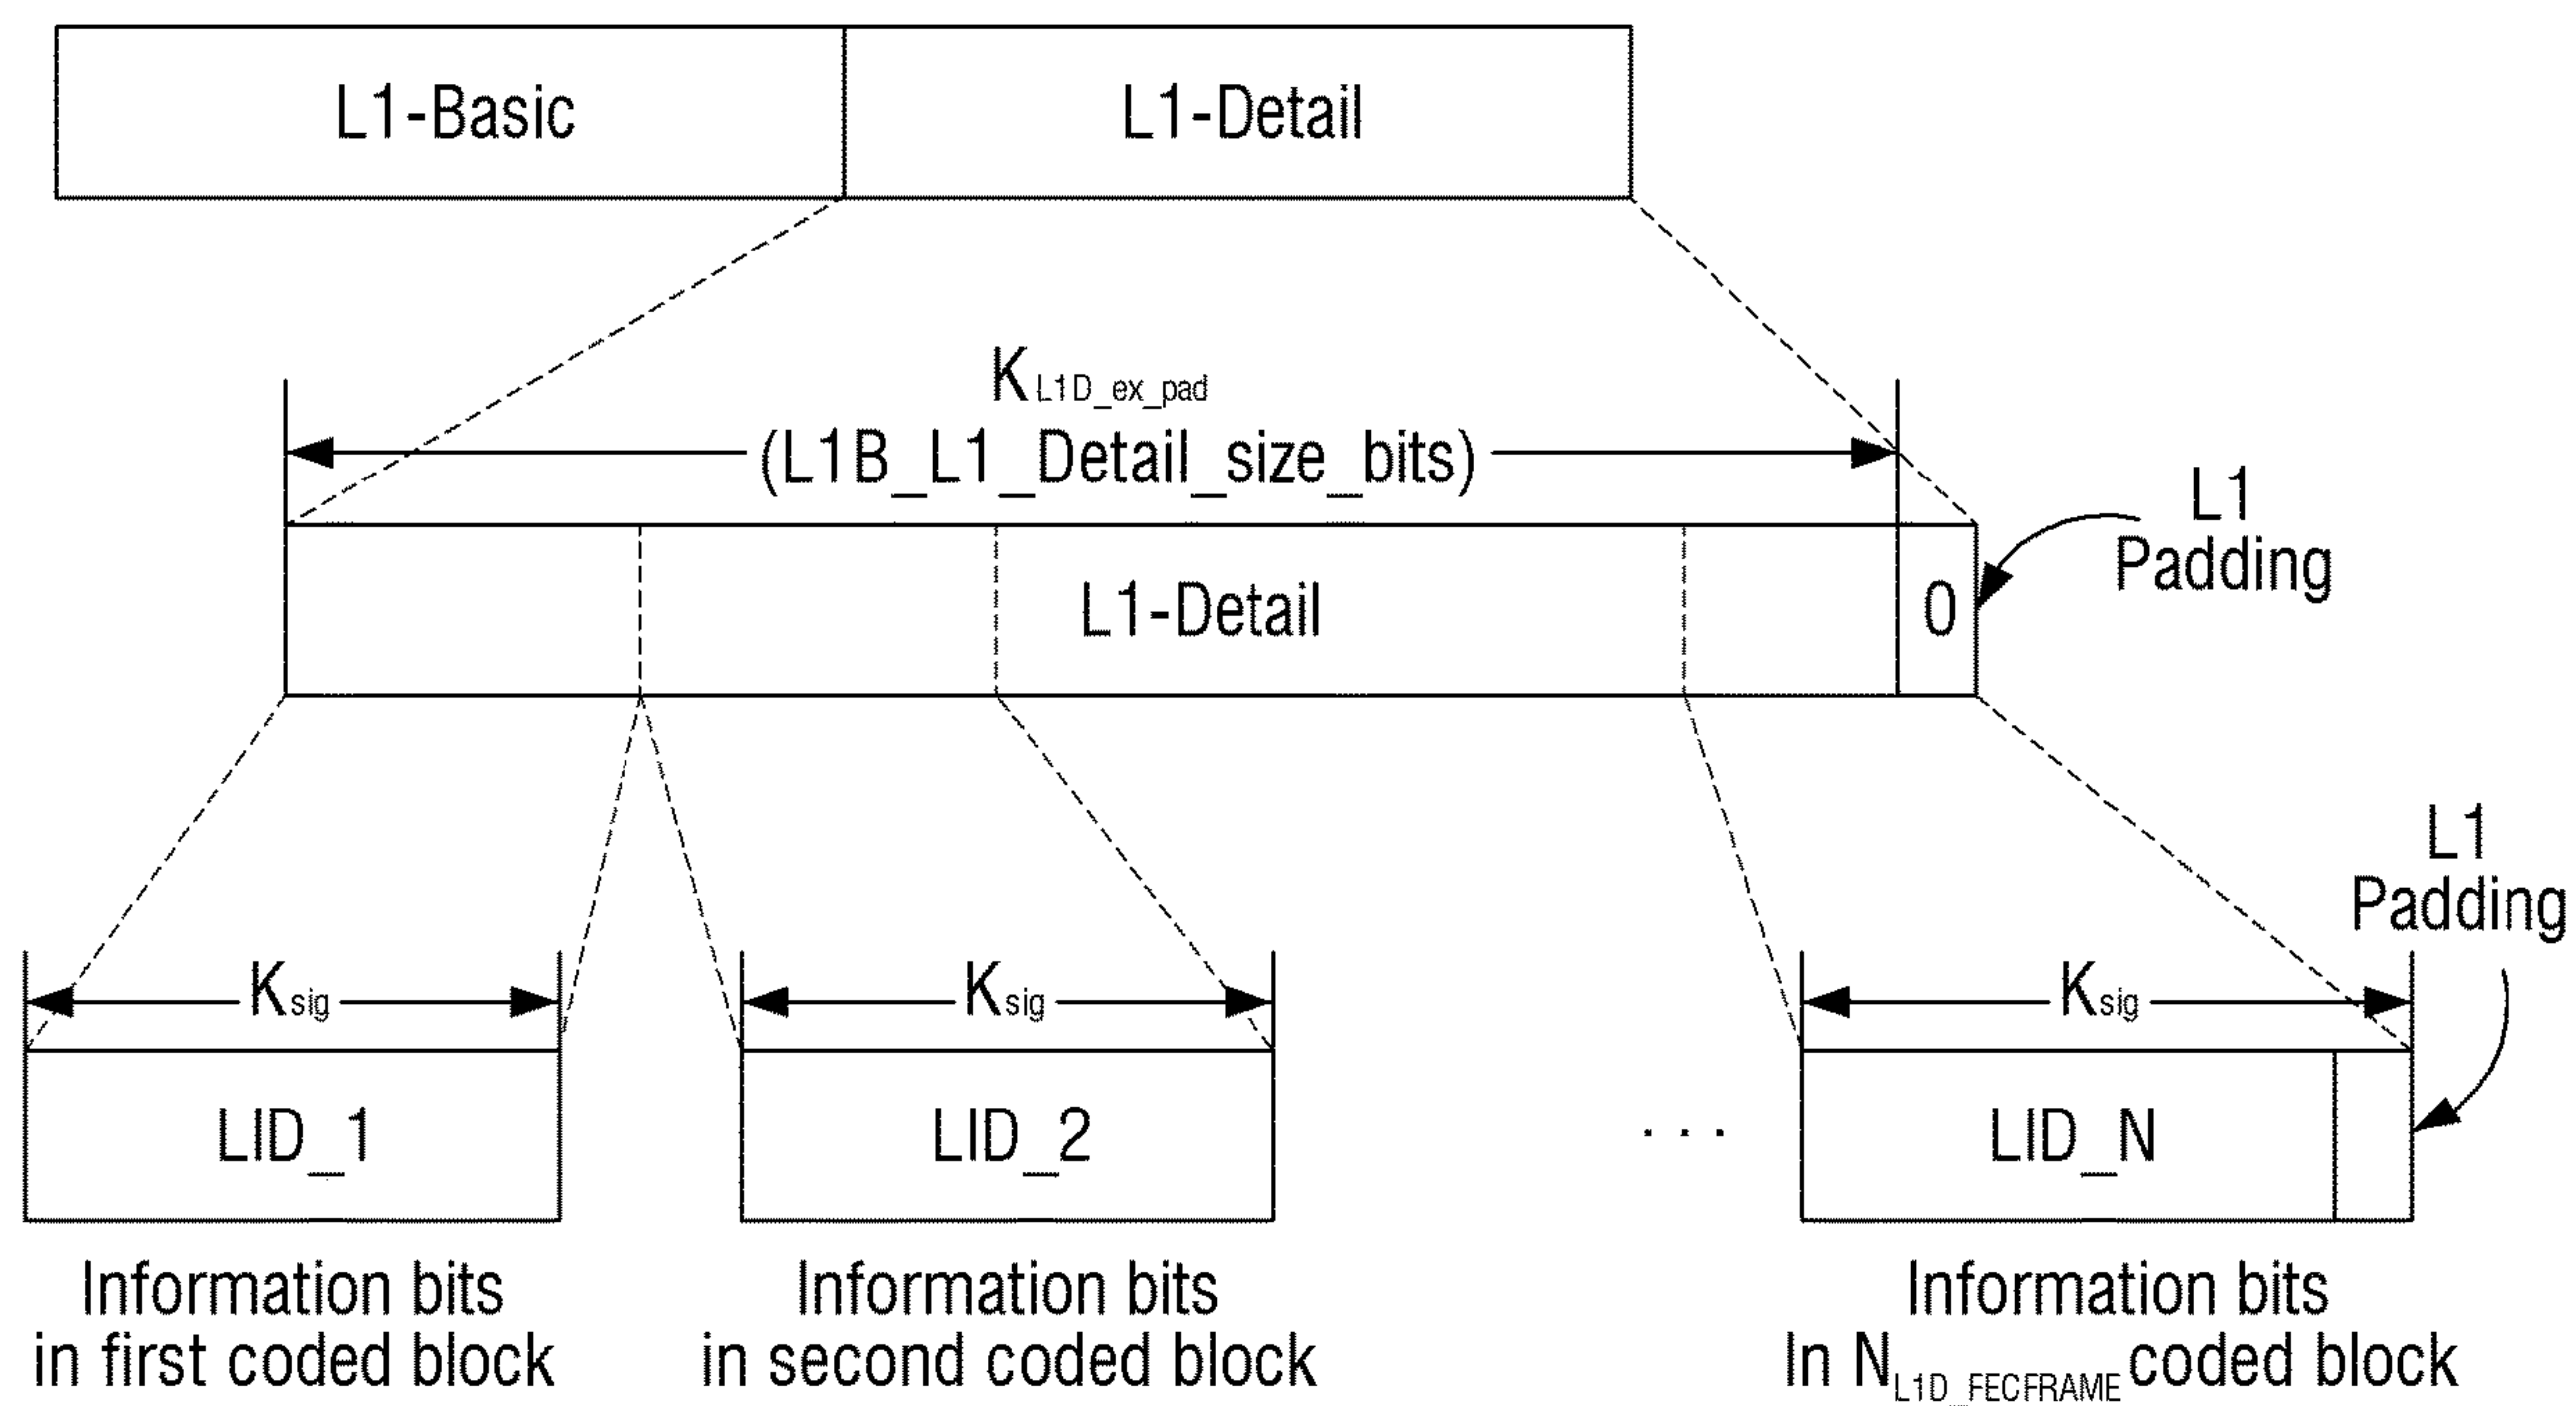 L1-Basic
L1-Detail
K L1D_ex_pad
(L1B_L1_Detail_size_bits)
L1
Padding
L1-Detail
0
L1
Padding
Ksig
Ksig
Ksig
LID_1
LID_2
. . .
LID_N
Information bits
in first coded block
Information bits
in second coded block
Information bits
In NL1D_FECFRAME coded block